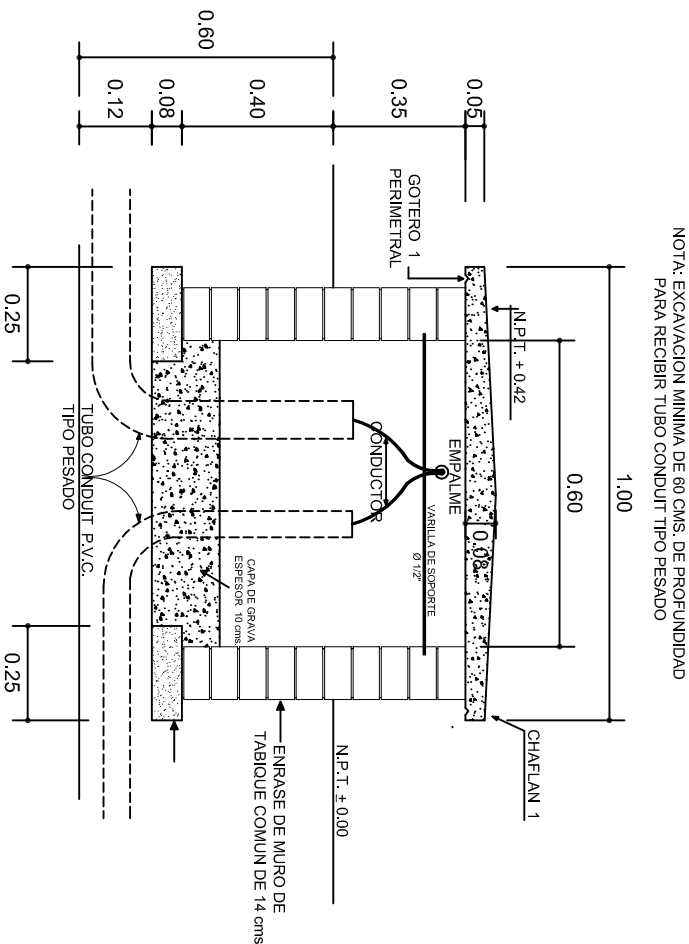 NOTA: EXCAVACION MINIMA DE 60 CMS. DE PROFUNDIDAD
PARA RECIBIR TUBO CONDUIT TIPO PESADO
1.00
0.60
CHAFLAN 1
N.P.T. + 0.42
0.08
0.05
GOTERO 1
PERIMETRAL
EMPALME
VARILLA DE SOPORTE
Ø 1/2"
0.35
CONDUCTOR
N.P.T. ± 0.00
0.60
0.40
ENRASE DE MURO DE
TABIQUE COMUN DE 14 cms
CAPA DE GRAVA
ESPESOR 10 cms.
0.08
0.12
TUBO CONDUIT P.V.C.
TIPO PESADO
0.25
0.25